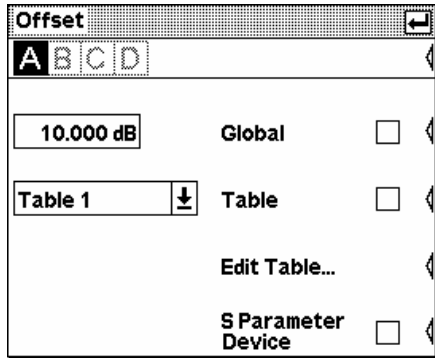 Offset
A B C D
10.000 dB Global
Table 1 Table
Edit Table...
S Parameter
Device